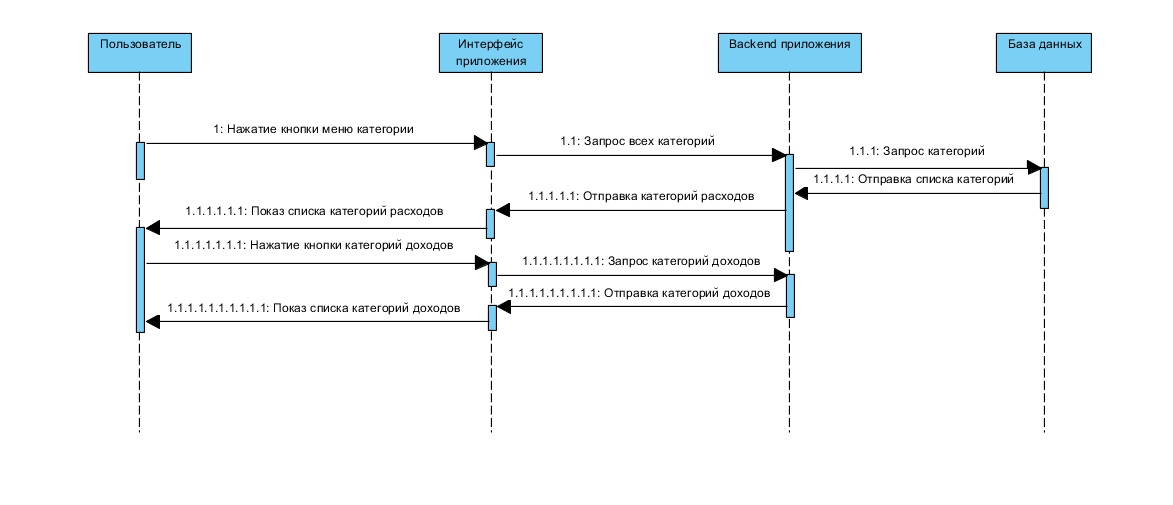 Пользователь
Интерфейс
приложения
Backend приложения
База данных
1: Нажатие кнопки меню категории
1.1: Запрос всех категорий
1.1.1: Запрос категорий
1.1.1.1: Отправка списка категорий
1.1.1.1.1: Отправка категорий расходов
1.1.1.1.1.1: Показ списка категорий расходов
1.1.1.1.1.1.1: Нажатие кнопки категорий доходов
1.1.1.1.1.1.1.1: Запрос категорий доходов
1.1.1.1.1.1.1.1.1: Отправка категорий доходов
1.1.1.1.1.1.1.1.1.1: Показ списка категорий доходов